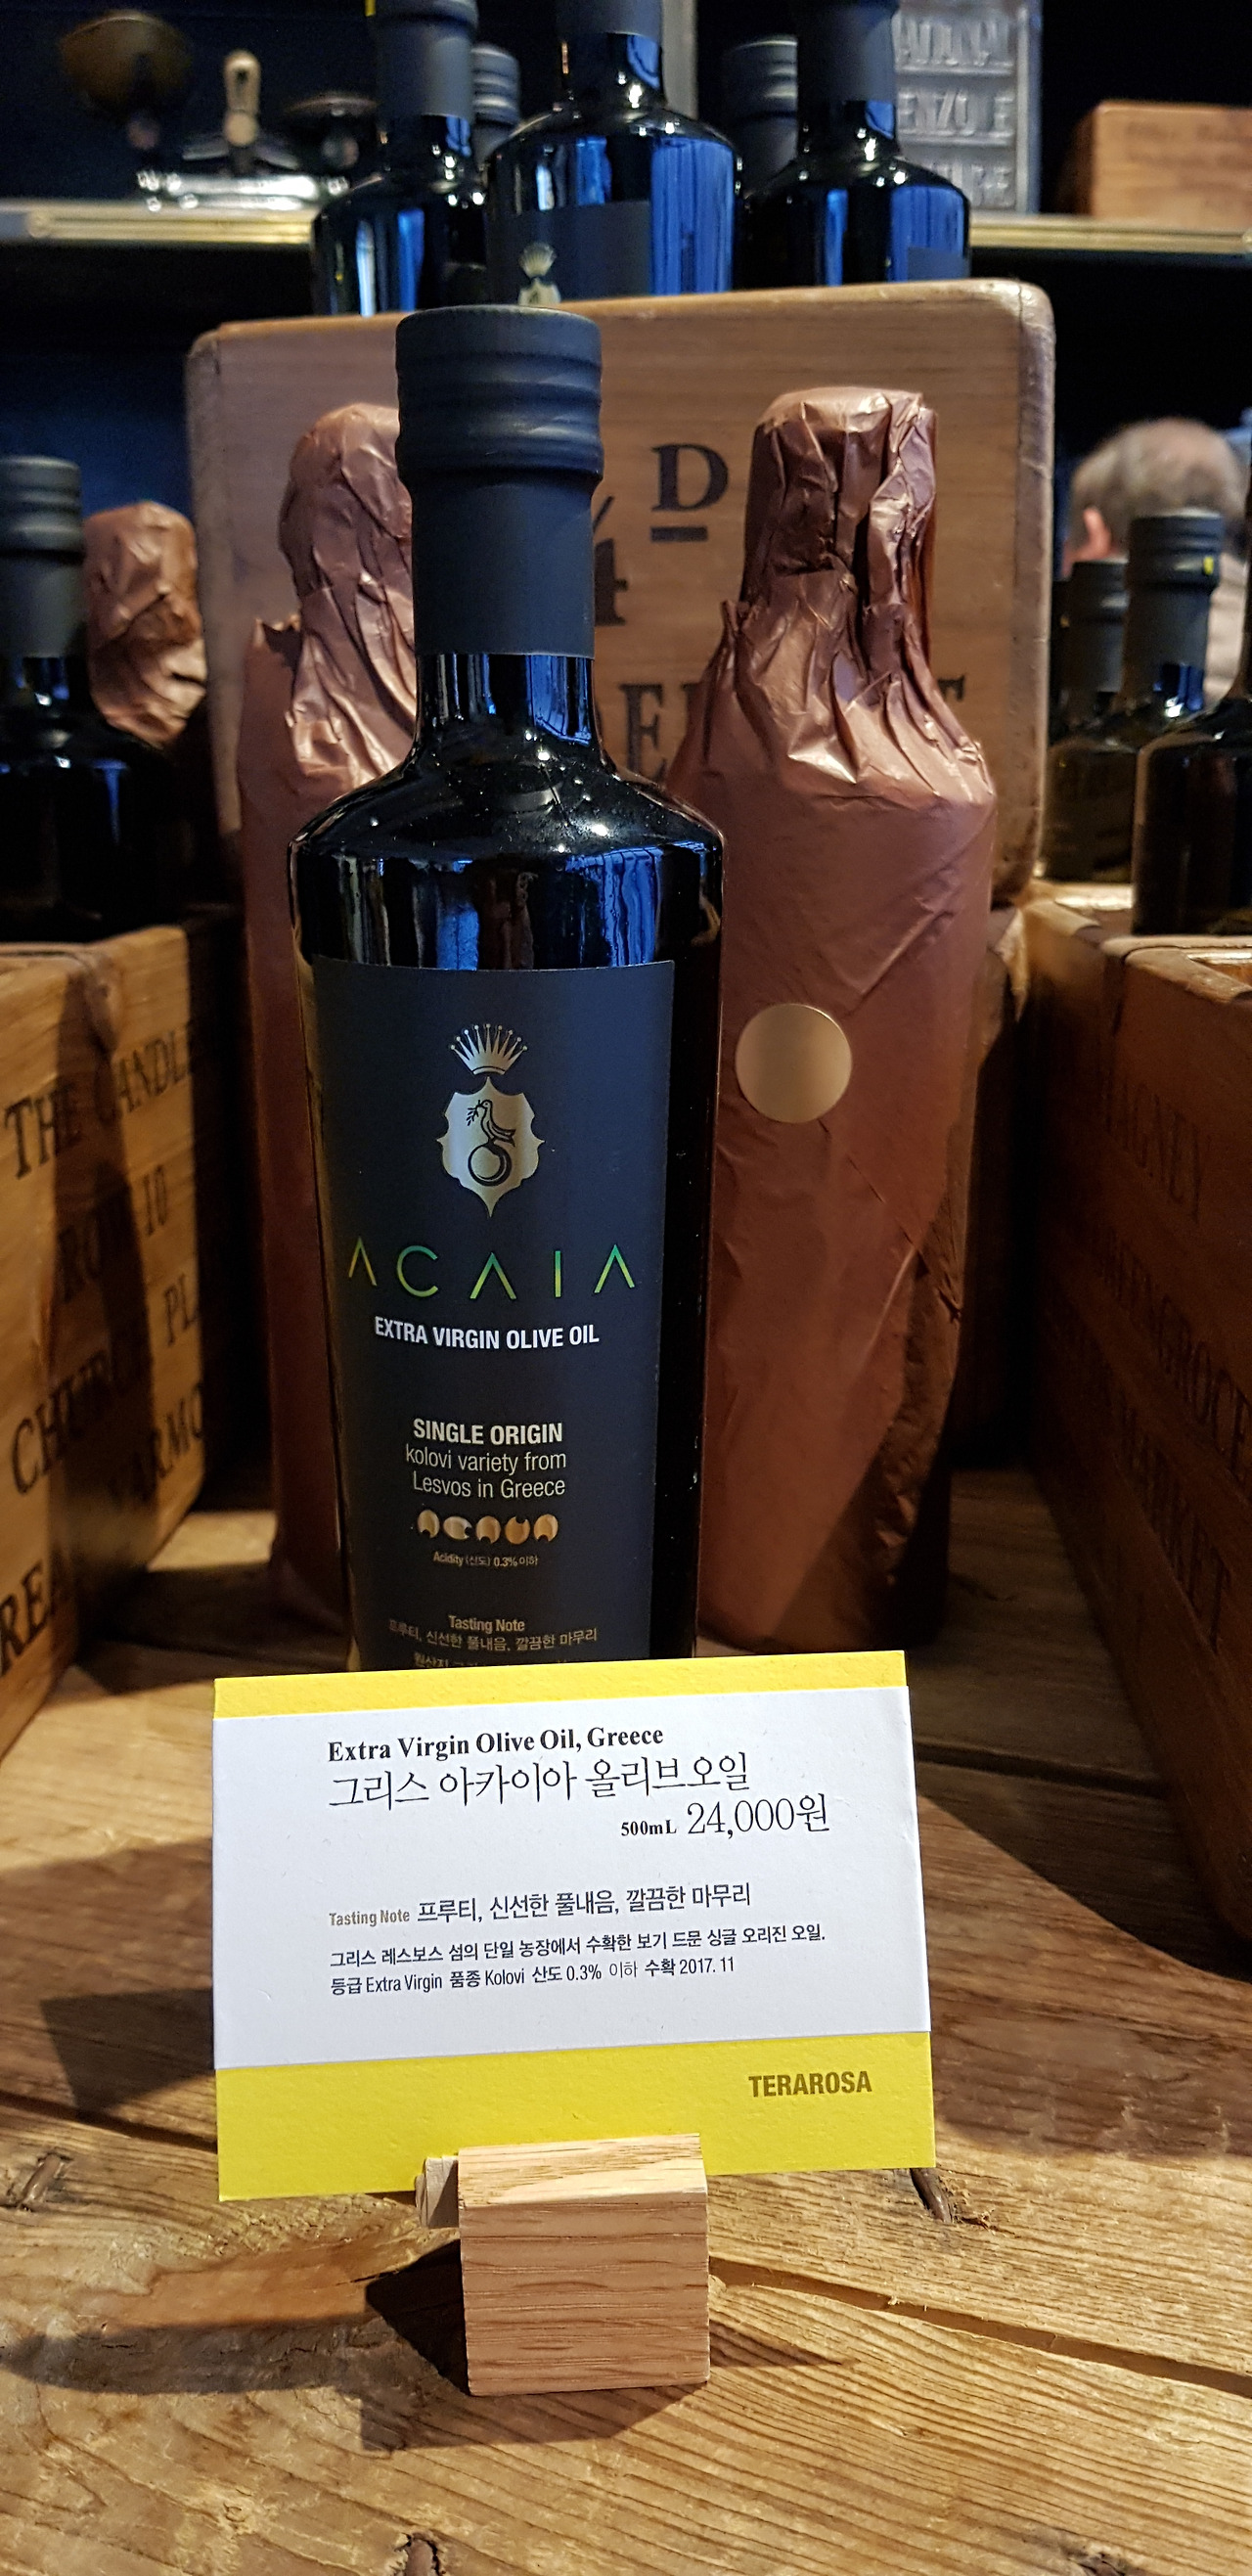 D
4
THE CANDLE
10
ACAIA
EXTRA VIRGIN OLIVE OIL
SINGLE ORIGIN
kolovi variety from
Lesvos in Greece
Acidity (산도) 0.3% 이하
Tasting Note
프루티, 신선한 풀내음, 깔끔한 마무리
Extra Virgin Olive Oil, Greece
그리스 아카이아 올리브오일
500mL 24,000원
Tasting Note 프루티, 신선한 풀내음, 깔끔한 마무리
그리스 레스보스 섬의 단일 농장에서 수확한 보기 드문 싱글 오리진 오일.
등급 Extra Virgin 품종 Kolovi 산도 0.3% 이하 수확 2017. 11
TERAROSA